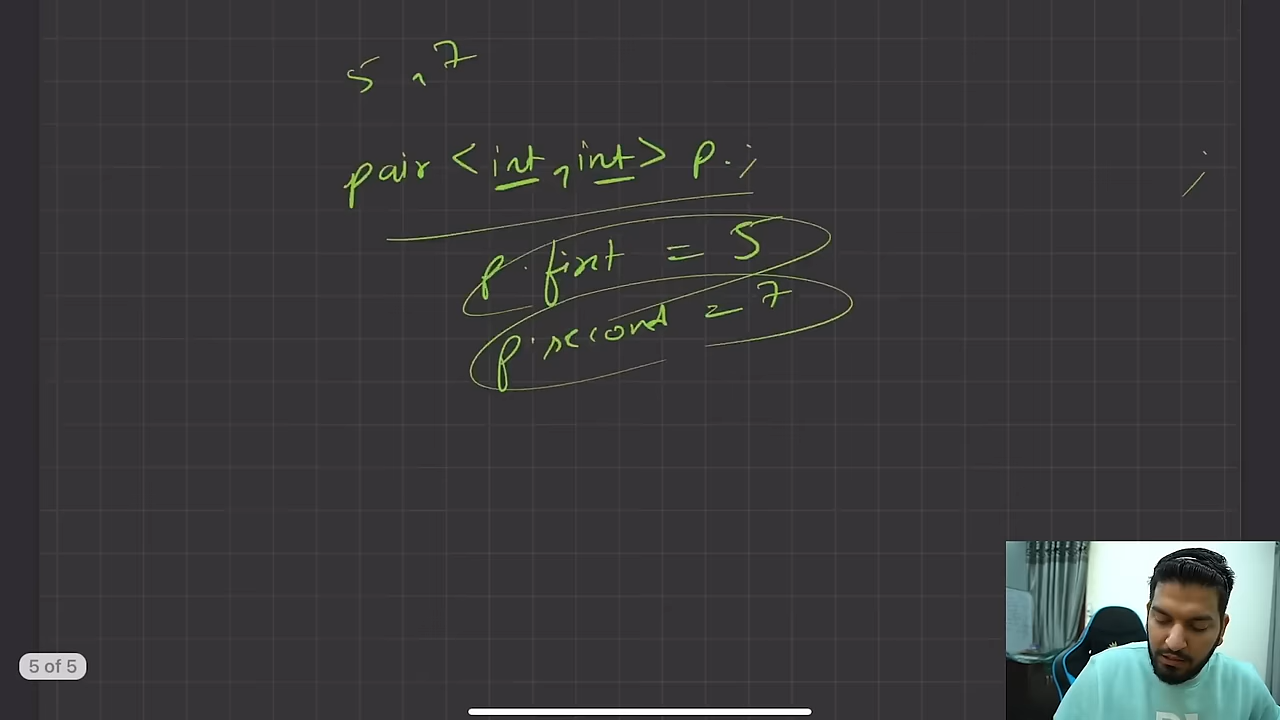 5 , 7
pair <int, int> p ;
;
p. first = 5
p. second = 7
5 of 5